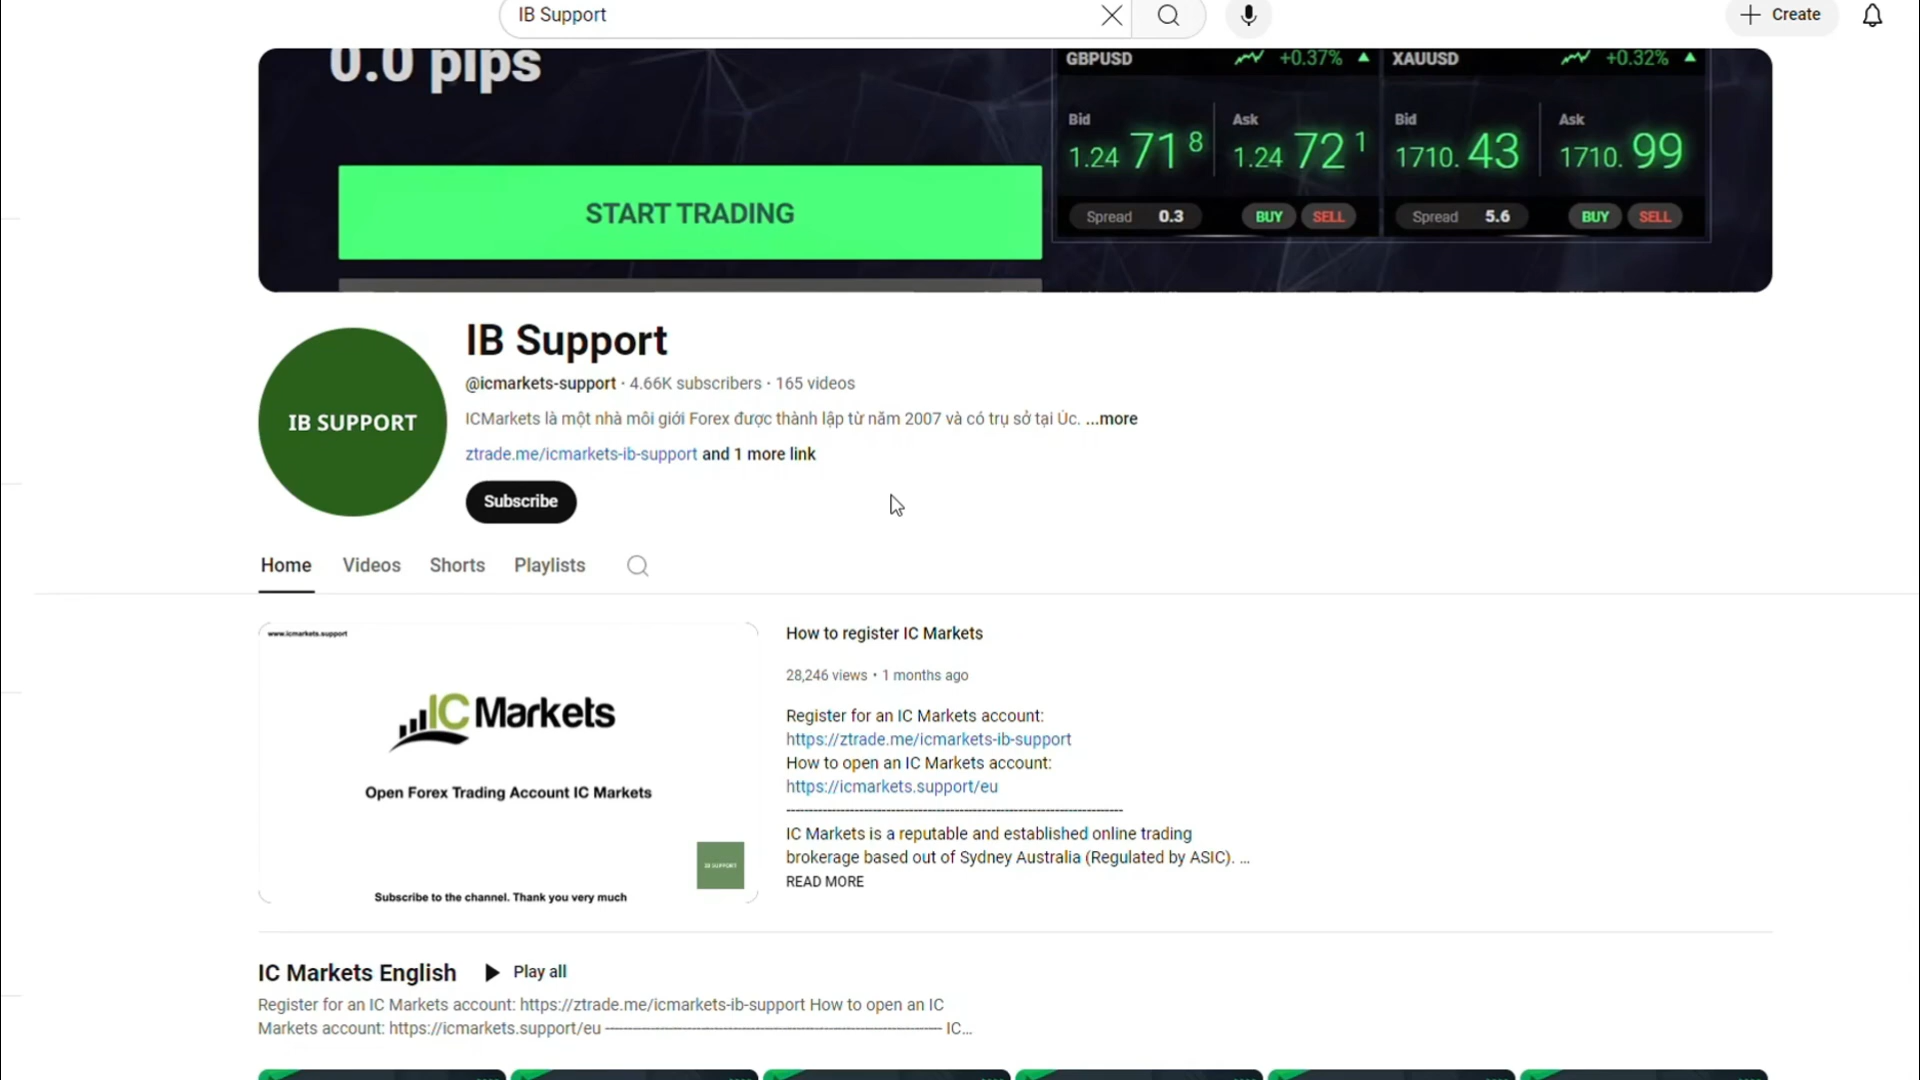 IB Support
Create
0.0 pips
GBPUSD +0.37% XAUUSD +0.32%
Bid Ask Bid Ask
1.24 71 8 1.24 72 1 1710. 43 1710. 99
START TRADING
Spread 0.3 BUY SELL Spread 5.6 BUY SELL
IB SUPPORT
IB Support
@icmarkets-support · 4.66K subscribers · 165 videos
ICMarkets là một nhà môi giới Forex được thành lập từ năm 2007 và có trụ sở tại Úc. ...more
ztrade.me/icmarkets-ib-support and 1 more link
Subscribe
Home Videos Shorts Playlists
www.icmarkets.support
IC Markets
Open Forex Trading Account IC Markets
IB SUPPORT
Subscribe to the channel. Thank you very much
How to register IC Markets
28,246 views • 1 months ago
Register for an IC Markets account:
https://ztrade.me/icmarkets-ib-support
How to open an IC Markets account:
https://icmarkets.support/eu
----------------------------------------------------------------------
IC Markets is a reputable and established online trading
brokerage based out of Sydney Australia (Regulated by ASIC). ...
READ MORE
IC Markets English Play all
Register for an IC Markets account: https://ztrade.me/icmarkets-ib-support How to open an IC
Markets account: https://icmarkets.support/eu ---------------------------------------------------------------------- IC...